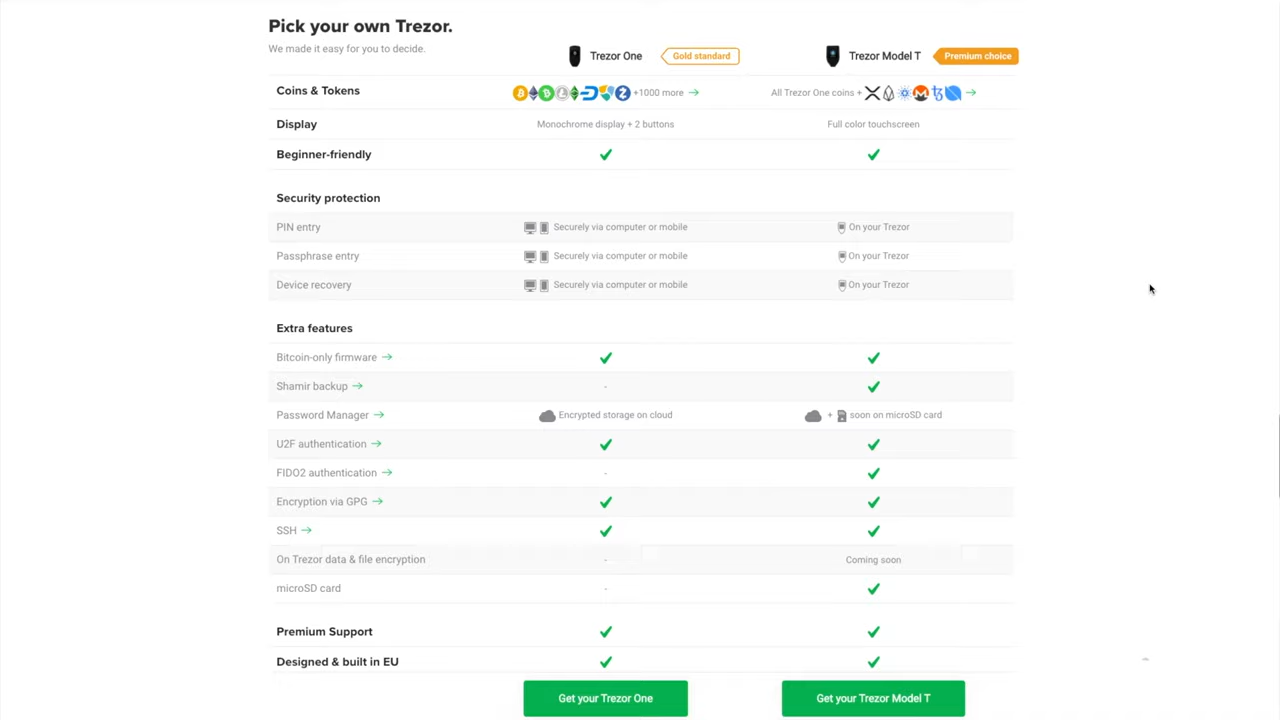 Pick your own Trezor.
We made it easy for you to decide.
Trezor One Gold standard Trezor Model T Premium choice
Coins & Tokens +1000 more → All Trezor One coins + →
Display Monochrome display + 2 buttons Full color touchscreen
Beginner-friendly ✔ ✔
Security protection
PIN entry Securely via computer or mobile On your Trezor
Passphrase entry Securely via computer or mobile On your Trezor
Device recovery Securely via computer or mobile On your Trezor
Extra features
Bitcoin-only firmware → ✔ ✔
Shamir backup → - ✔
Password Manager → Encrypted storage on cloud + soon on microSD card
U2F authentication → ✔ ✔
FIDO2 authentication → - ✔
Encryption via GPG → ✔ ✔
SSH → ✔ ✔
On Trezor data & file encryption - Coming soon
microSD card - ✔
Premium Support ✔ ✔
Designed & built in EU ✔ ✔
Get your Trezor One Get your Trezor Model T